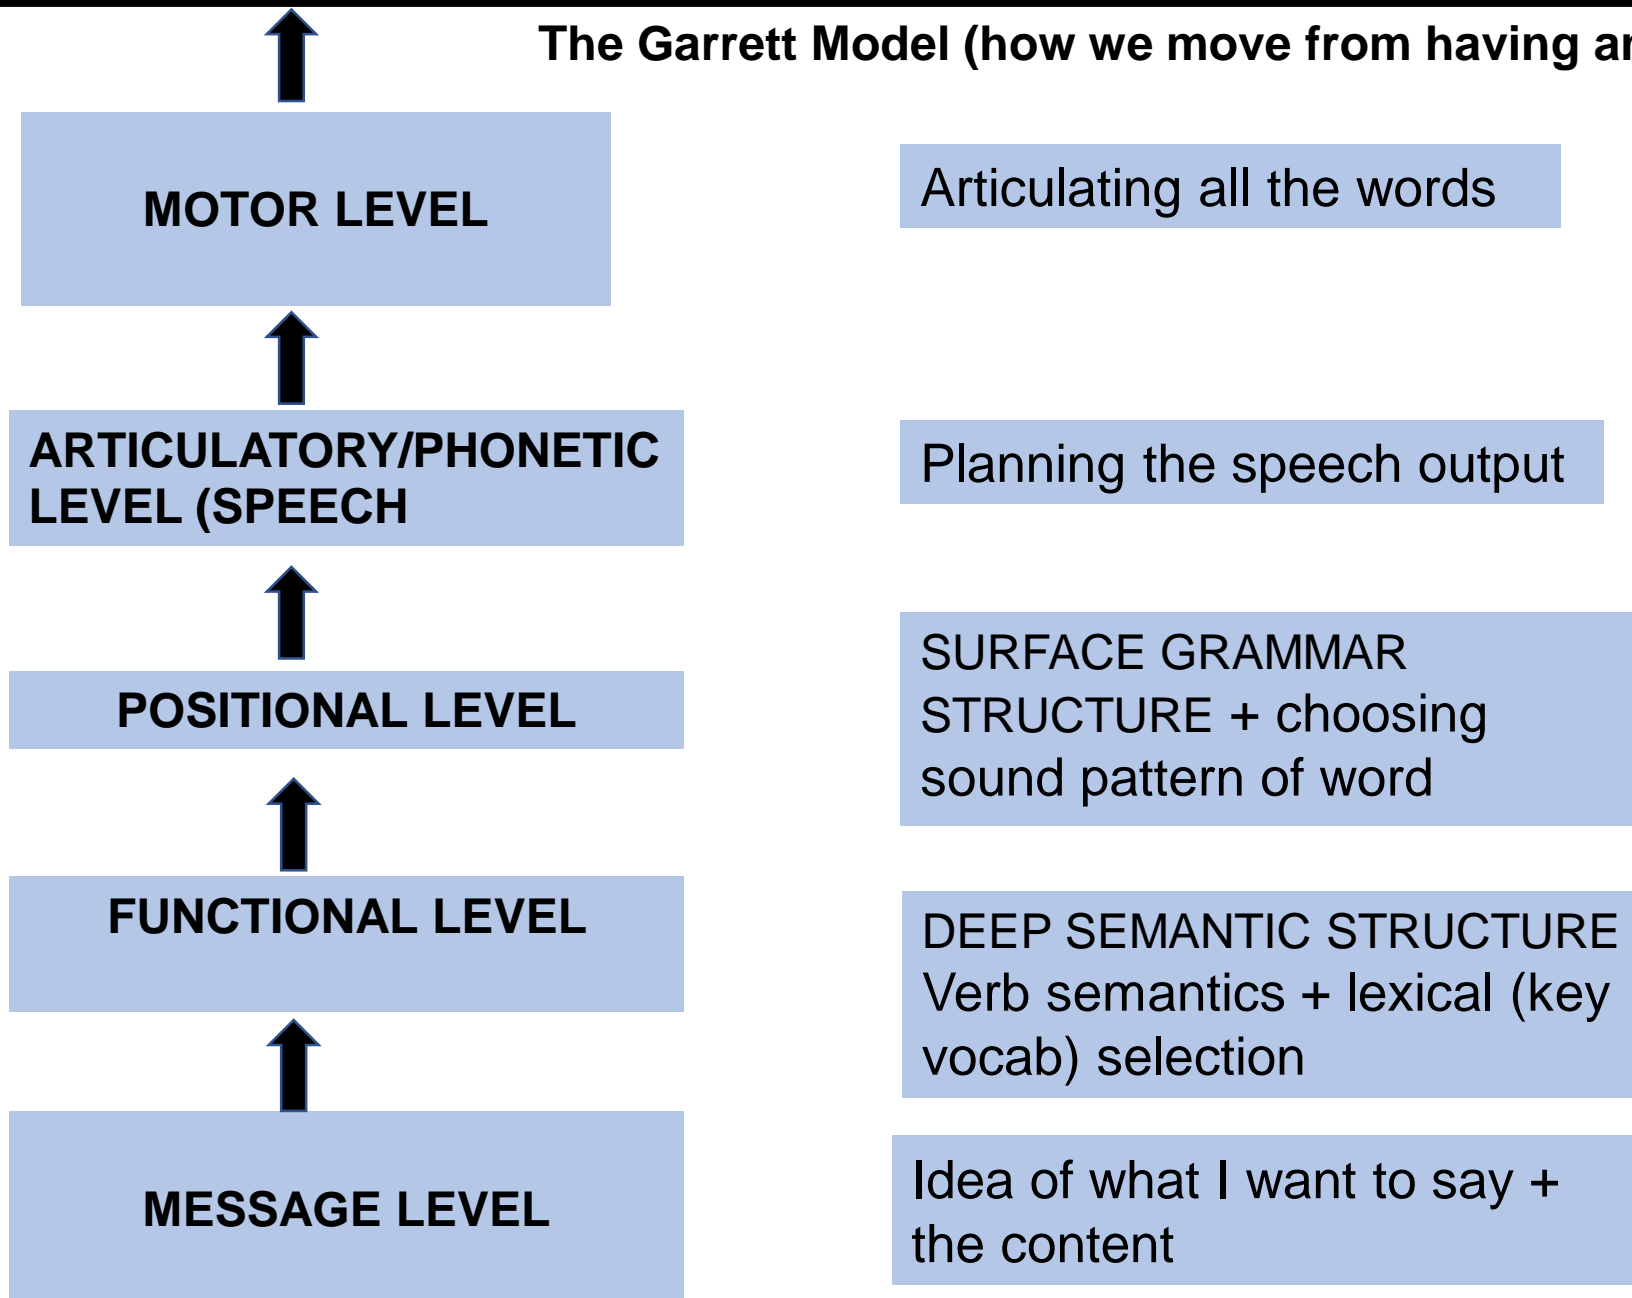 The Garrett Model (how we move from having
MOTOR LEVEL
Articulating all the words
ARTICULATORY/PHONETIC
LEVEL (SPEECH
Planning the speech output
POSITIONAL LEVEL
SURFACE GRAMMAR
STRUCTURE + choosing
sound pattern of word
FUNCTIONAL LEVEL
DEEP SEMANTIC STRUCTURE
Verb semantics + lexical (key
vocab) selection
MESSAGE LEVEL
Idea of what I want to say +
the content